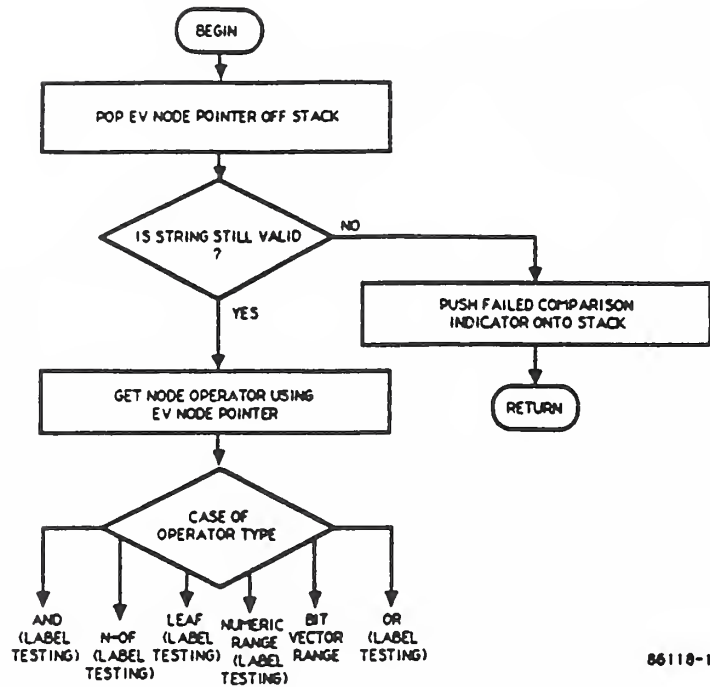 BEGIN
POP EV NODE POINTER OFF STACK
IS STRING STILL VALID
?
NO
YES
PUSH FAILED COMPARISON
INDICATOR ONTO STACK
GET NODE OPERATOR USING
EV NODE POINTER
RETURN
CASE OF
OPERATOR TYPE
AND
(LABEL
TESTING)
N-OF
(LABEL
TESTING)
LEAF
(LABEL
TESTING)
NUMERIC
RANGE
(LABEL
TESTING)
BIT
VECTOR
RANGE
OR
(LABEL
TESTING)
86118-1